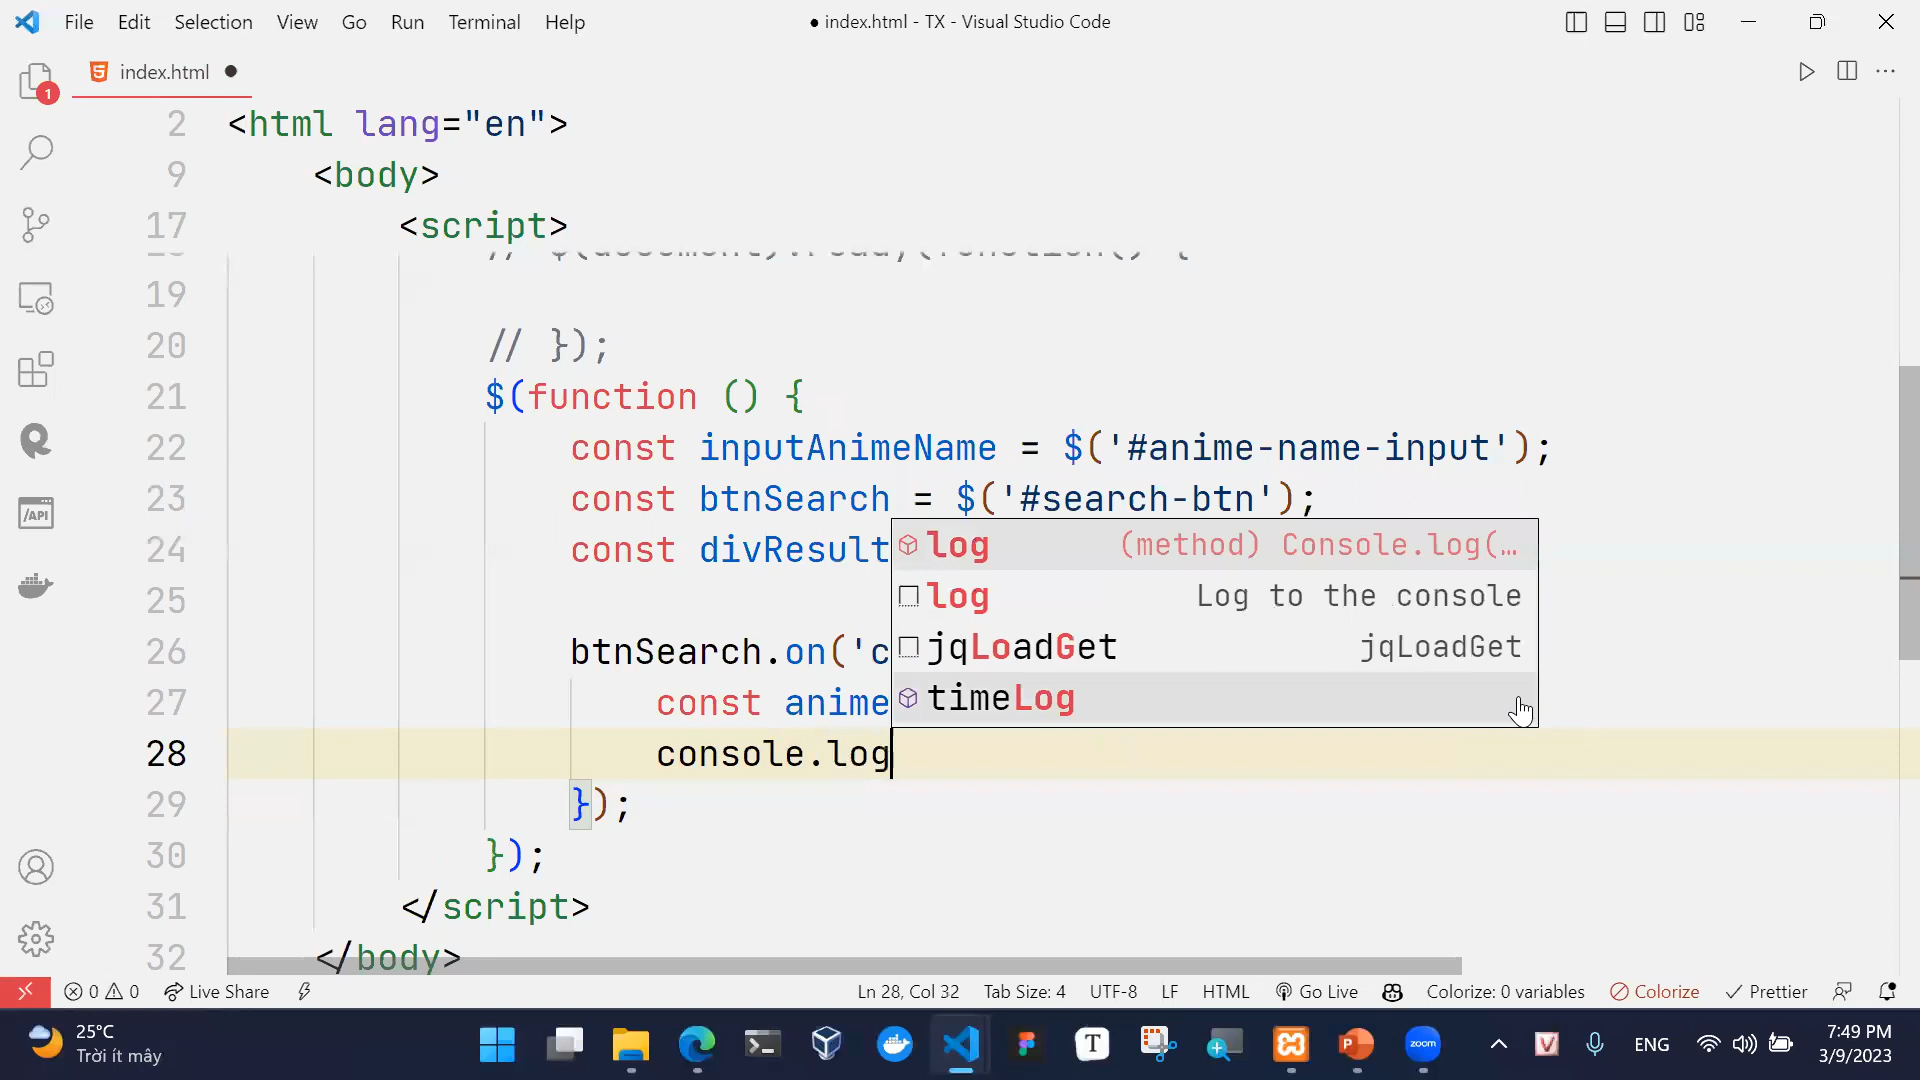 File Edit Selection View Go Run Terminal Help
● index.html - TX - Visual Studio Code
index.html ●
1
2 <html lang="en">
9 <body>
17 <script>
19
20 // });
21 $(function () {
22 const inputAnimeName = $('#anime-name-input');
23 const btnSearch = $('#search-btn');
24 const divResult
25
26 btnSearch.on('c
27 const anime
28 console.log
29 });
30 });
31 </script>
32 </body>
log (method) Console.log(…
log Log to the console
jqLoadGet jqLoadGet
timeLog
/API
0 0 Live Share Ln 28, Col 32 Tab Size: 4 UTF-8 LF HTML Go Live Colorize: 0 variables Colorize Prettier
25°C
Trời ít mây
T
zoom
V
ENG
7:49 PM
3/9/2023